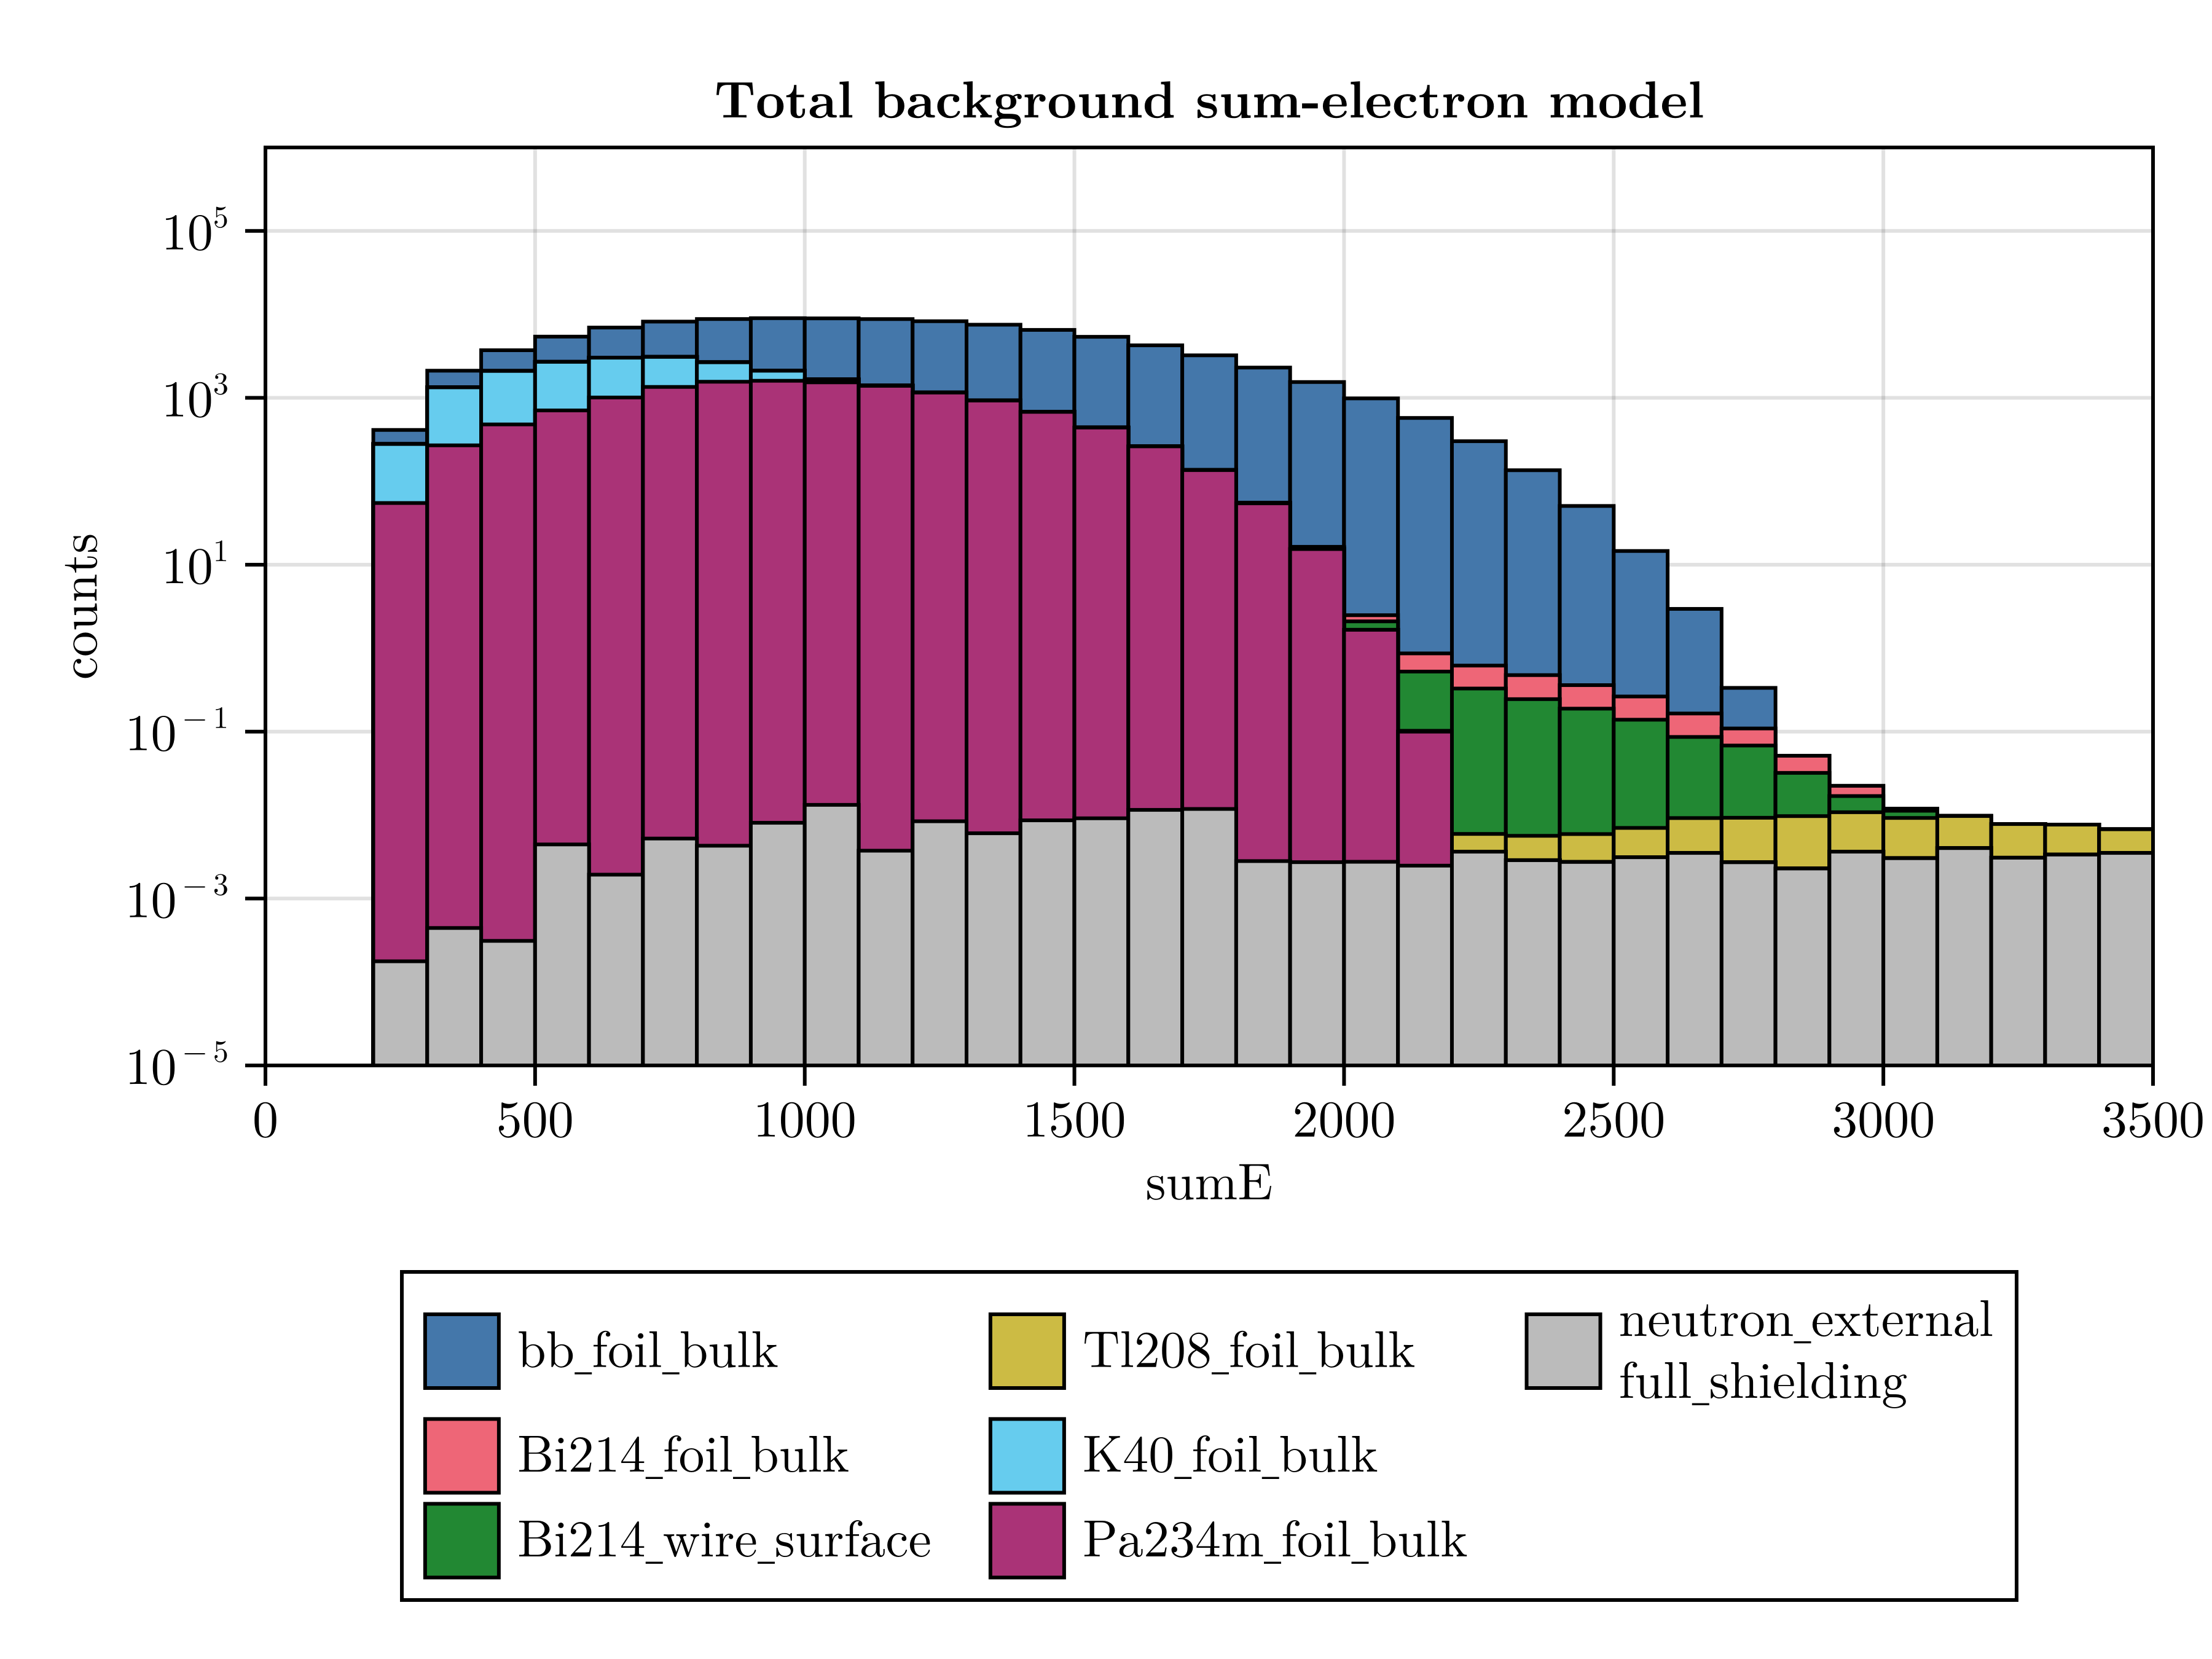 Total background sum-electron model
counts
10^5
10^3
10^1
10^−1
10^−3
10^−5
0 500 1000 1500 2000 2500 3000 3500
sumE
bb_foil_bulk
Bi214_foil_bulk
Bi214_wire_surface
Tl208_foil_bulk
K40_foil_bulk
Pa234m_foil_bulk
neutron_external
full_shielding